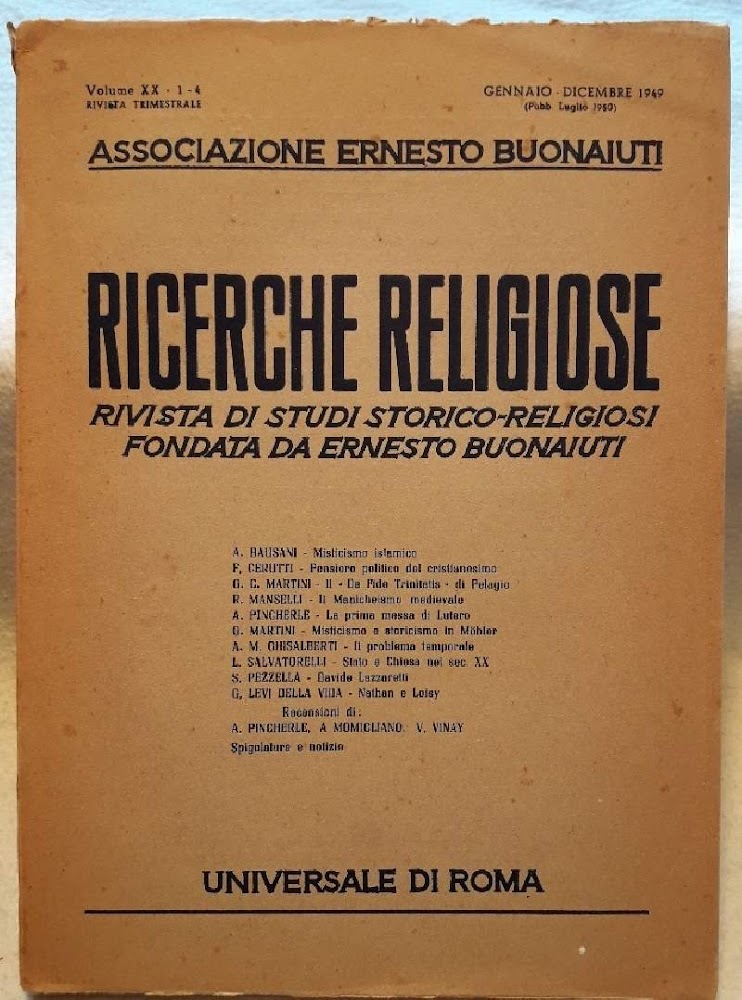 Volume XX - 1-4
RIVISTA TRIMESTRALE
GENNAIO - DICEMBRE 1949
(Pubb. Luglio 1950)
ASSOCIAZIONE ERNESTO BUONAIUTI
RICERCHE RELIGIOSE
RIVISTA DI STUDI STORICO-RELIGIOSI
FONDATA DA ERNESTO BUONAIUTI
A. BAUSANI - Misticismo islamico
F. CERUTTI - Pensiero politico del cristianesimo
G. C. MARTINI - Il - De Fide Trinitatis - di Pelagio
R. MANSELLI - Il Manicheismo medievale
A. PINCHERLE - La prima messa di Lutero
G. MARTINI - Misticismo e storicismo in Möhler
A. M. GHISALBERTI - Il problema temporale
L. SALVATORELLI - Stato e Chiesa nel sec. XX
S. PEZZELLA - Davide Lazzaretti
G. LEVI DELLA VIDA - Nathan e Loisy
Recensioni di:
A. PINCHERLE, A MOMIGLIANO, V. VINAY
Spigolature e notizie
UNIVERSALE DI ROMA